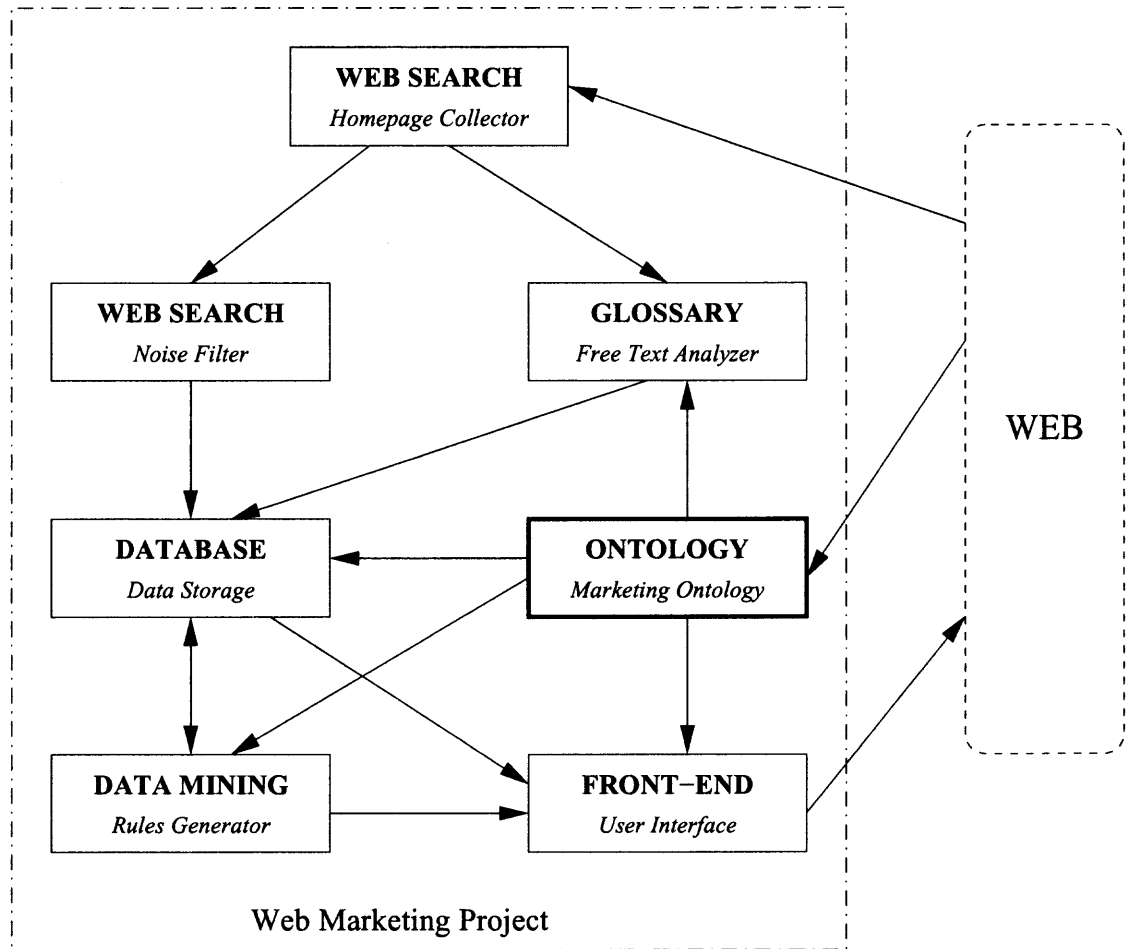 WEB SEARCH
Homepage Collector
WEB SEARCH
Noise Filter
GLOSSARY
Free Text Analyzer
WEB
DATABASE
Data Storage
ONTOLOGY
Marketing Ontology
DATA MINING
Rules Generator
FRONT-END
User Interface
Web Marketing Project